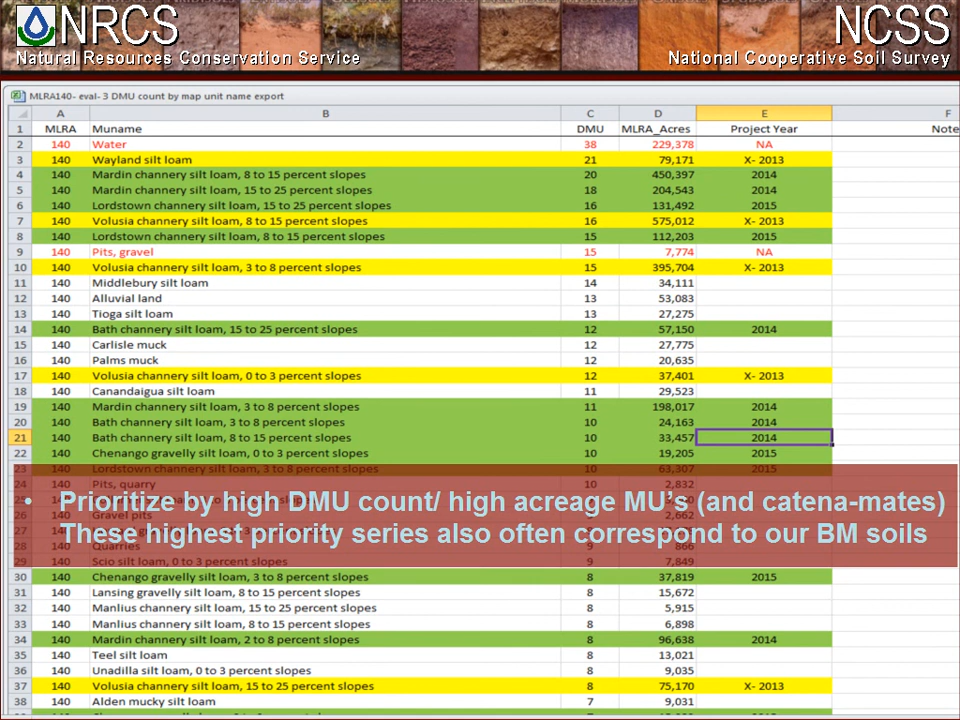 NRCS
Natural Resources Conservation Service
NCSS
National Cooperative Soil Survey
MLRA140- eval- 3 DMU count by map unit name export
A B C D E F
1 MLRA Muname DMU MLRA_Acres Project Year Note
2 140 Water 38 229,378 NA
3 140 Wayland silt loam 21 79,171 X- 2013
4 140 Mardin channery silt loam, 8 to 15 percent slopes 20 450,397 2014
5 140 Mardin channery silt loam, 15 to 25 percent slopes 18 204,543 2014
6 140 Lordstown channery silt loam, 15 to 25 percent slopes 16 131,492 2015
7 140 Volusia channery silt loam, 8 to 15 percent slopes 16 575,012 X- 2013
8 140 Lordstown channery silt loam, 8 to 15 percent slopes 15 112,203 2015
9 140 Pits, gravel 15 7,774 NA
10 140 Volusia channery silt loam, 3 to 8 percent slopes 15 395,704 X- 2013
11 140 Middlebury silt loam 14 34,111
12 140 Alluvial land 13 53,083
13 140 Tioga silt loam 13 27,275
14 140 Bath channery silt loam, 15 to 25 percent slopes 12 57,150 2014
15 140 Carlisle muck 12 27,775
16 140 Palms muck 12 20,635
17 140 Volusia channery silt loam, 0 to 3 percent slopes 12 37,401 X- 2013
18 140 Canandaigua silt loam 11 29,523
19 140 Mardin channery silt loam, 3 to 8 percent slopes 11 198,017 2014
20 140 Bath channery silt loam, 3 to 8 percent slopes 10 24,163 2014
21 140 Bath channery silt loam, 8 to 15 percent slopes 10 33,457 2014
22 140 Chenango gravelly silt loam, 0 to 3 percent slopes 10 19,205 2015
23 140 Lordstown channery silt loam, 3 to 8 percent slopes 10 63,307 2015
24 140 Pits, quarry 10 2,832
• Prioritize by high DMU count/ high acreage MU's (and catena-mates)
26 140 Gravel pits 2,662
These highest priority series also often correspond to our BM soils
28 140 Quarries 9 866
29 140 Scio silt loam, 0 to 3 percent slopes 9 7,849
30 140 Chenango gravelly silt loam, 3 to 8 percent slopes 8 37,819 2015
31 140 Lansing gravelly silt loam, 8 to 15 percent slopes 8 15,672
32 140 Manlius channery silt loam, 15 to 25 percent slopes 8 5,915
33 140 Manlius channery silt loam, 8 to 15 percent slopes 8 6,898
34 140 Mardin channery silt loam, 2 to 8 percent slopes 8 96,638 2014
35 140 Teel silt loam 8 13,021
36 140 Unadilla silt loam, 0 to 3 percent slopes 8 9,035
37 140 Volusia channery silt loam, 15 to 25 percent slopes 8 75,170 X- 2013
38 140 Alden mucky silt loam 7 9,031